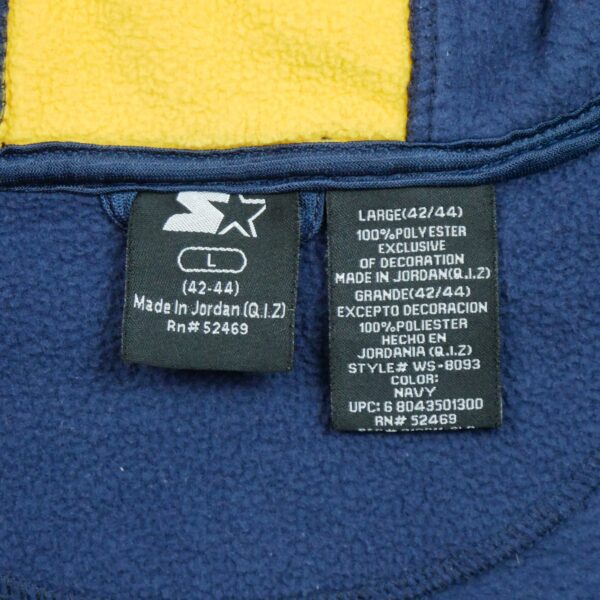 L
(42-44)
Made In Jordan (Q.I.Z)
Rn# 52469
LARGE(42/44)
100%POLYESTER
EXCLUSIVE
OF DECORATION
MADE IN JORDAN(Q.I.Z)
GRANDE(42/44)
EXCEPTO DECORACION
100%POLIESTER
HECHO EN
JORDANIA (Q.I.Z)
STYLE# WS-8093
COLOR:
NAVY
UPC: 6 8043501300
RN# 52469